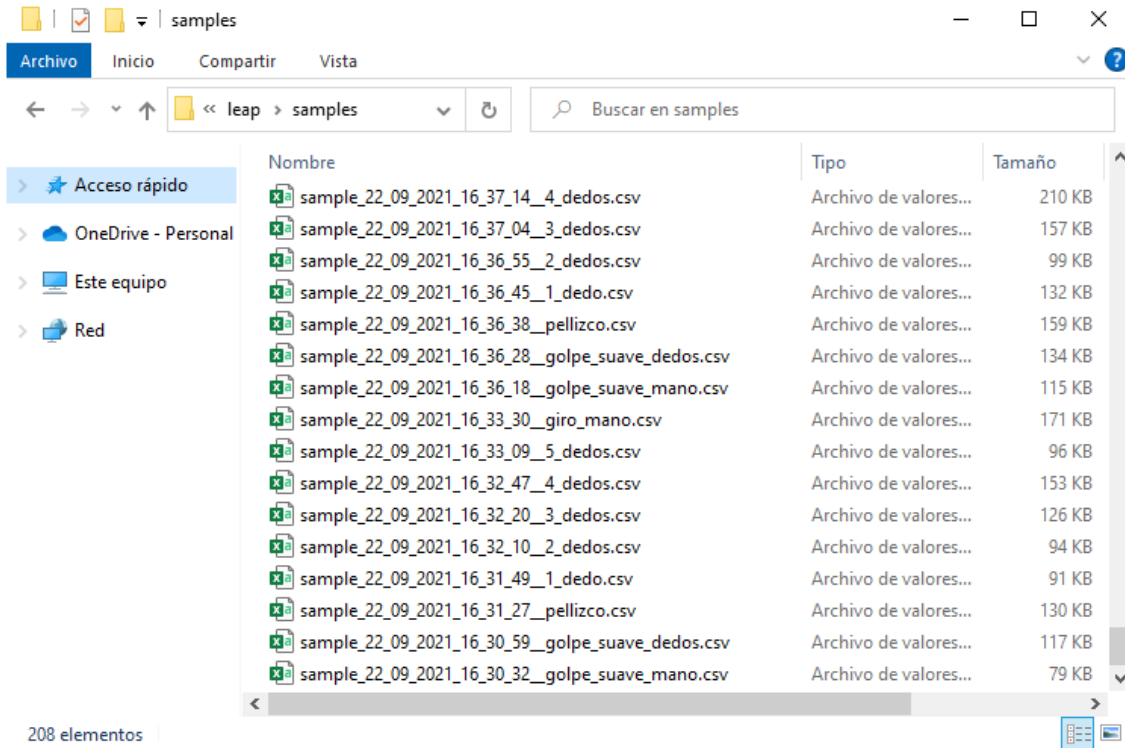 samples
Archivo Inicio Compartir Vista ?
« leap > samples Buscar en samples
Acceso rápido
OneDrive - Personal
Este equipo
Red
Nombre Tipo Tamaño
sample_22_09_2021_16_37_14__4_dedos.csv Archivo de valores... 210 KB
sample_22_09_2021_16_37_04__3_dedos.csv Archivo de valores... 157 KB
sample_22_09_2021_16_36_55__2_dedos.csv Archivo de valores... 99 KB
sample_22_09_2021_16_36_45__1_dedo.csv Archivo de valores... 132 KB
sample_22_09_2021_16_36_38__pellizco.csv Archivo de valores... 159 KB
sample_22_09_2021_16_36_28__golpe_suave_dedos.csv Archivo de valores... 134 KB
sample_22_09_2021_16_36_18__golpe_suave_mano.csv Archivo de valores... 115 KB
sample_22_09_2021_16_33_30__giro_mano.csv Archivo de valores... 171 KB
sample_22_09_2021_16_33_09__5_dedos.csv Archivo de valores... 96 KB
sample_22_09_2021_16_32_47__4_dedos.csv Archivo de valores... 153 KB
sample_22_09_2021_16_32_20__3_dedos.csv Archivo de valores... 126 KB
sample_22_09_2021_16_32_10__2_dedos.csv Archivo de valores... 94 KB
sample_22_09_2021_16_31_49__1_dedo.csv Archivo de valores... 91 KB
sample_22_09_2021_16_31_27__pellizco.csv Archivo de valores... 130 KB
sample_22_09_2021_16_30_59__golpe_suave_dedos.csv Archivo de valores... 117 KB
sample_22_09_2021_16_30_32__golpe_suave_mano.csv Archivo de valores... 79 KB
208 elementos